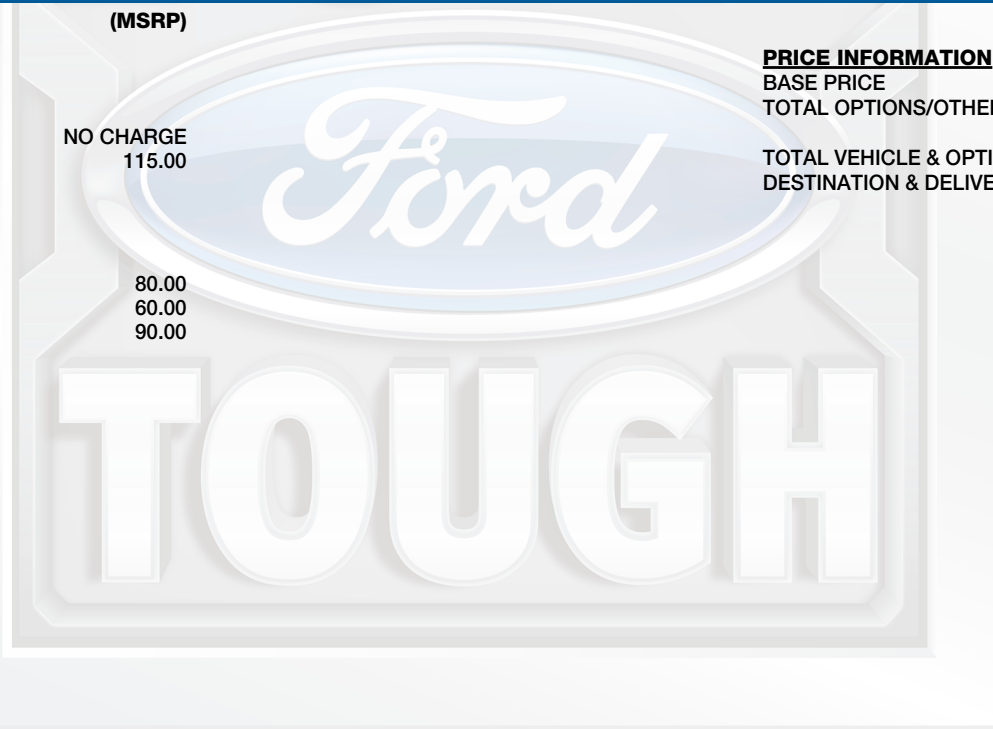 (MSRP)
NO CHARGE
115.00
80.00
60.00
90.00
PRICE INFORMATION
BASE PRICE
TOTAL OPTIONS/OTHE
TOTAL VEHICLE & OPTI
DESTINATION & DELIVE
Ford
TOUGH